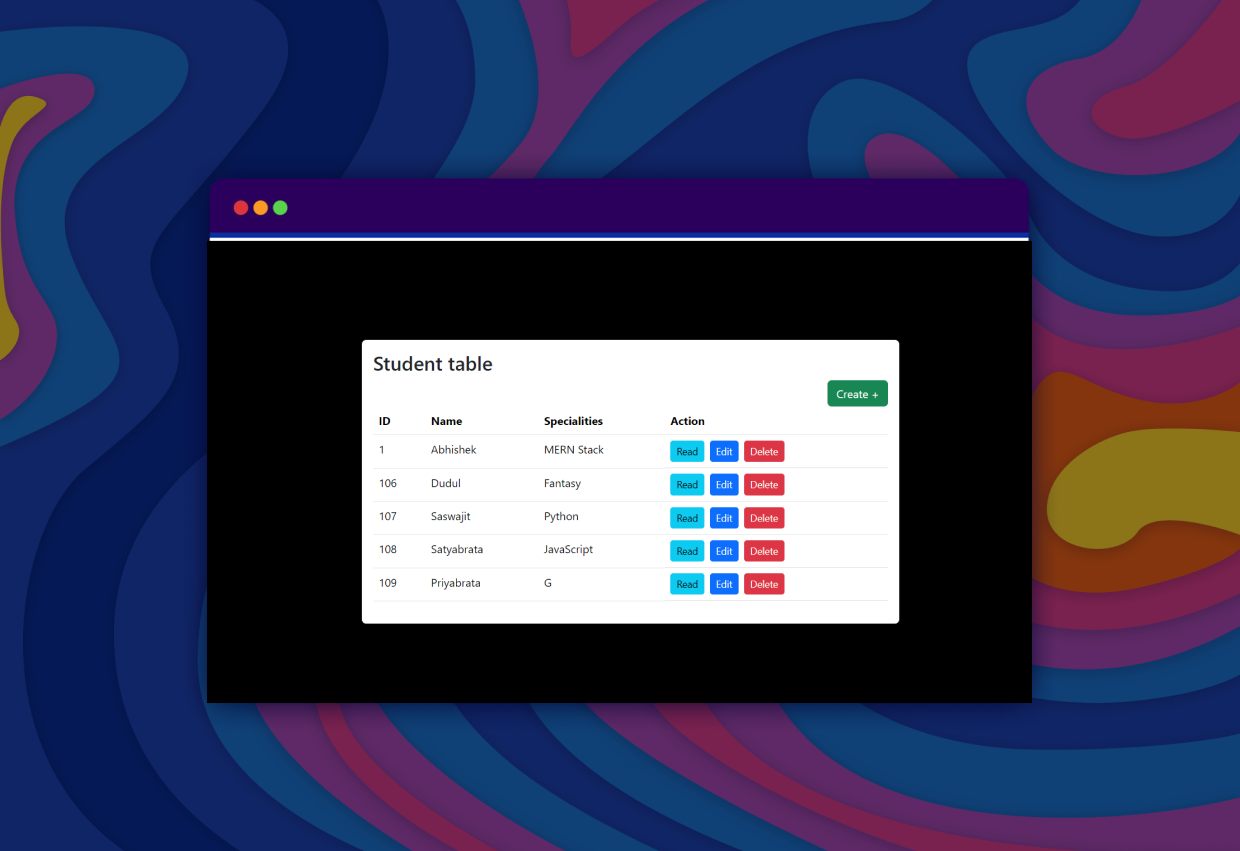 Student table
Create +
ID Name Specialities Action
1 Abhishek MERN Stack Read Edit Delete
106 Dudul Fantasy Read Edit Delete
107 Saswajit Python Read Edit Delete
108 Satyabrata JavaScript Read Edit Delete
109 Priyabrata G Read Edit Delete